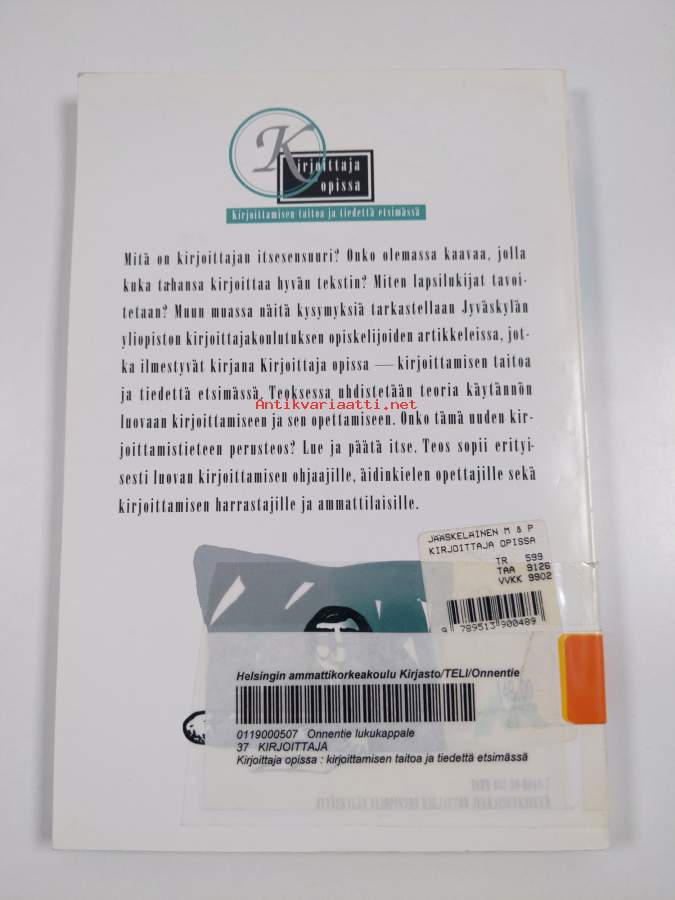 Kirjoittaja
opissa
Kirjoittamisen taitoa ja tiedettä etsimässä
Mitä on kirjoittajan itsesensuuri? Onko olemassa kaavaa, jolla
kuka tahansa kirjoittaa hyvän tekstin? Miten lapsilukijat tavoi-
tetaan? Muun muassa näitä kysymyksiä tarkastellaan Jyväskylän
yliopiston kirjoittajakoulutuksen opiskelijoiden artikkeleissa, jot-
ka ilmestyvät kirjana Kirjoittaja opissa — kirjoittamisen taitoa
ja tiedettä etsimässä. Teoksessa yhdistetään teoria käytännön
Antikvariaatti.net
luovaan kirjoittamiseen ja sen opettamiseen. Onko tämä uuden kir-
joittamistieteen perusteos? Lue ja päätä itse. Teos sopii erityi-
sesti luovan kirjoittamisen ohjaajille, äidinkielen opettajille sekä
kirjoittamisen harrastajille ja ammattilaisille.
JÄÄSKELÄINEN M & P
KIRJOITTAJA OPISSA
TR 599
TAA 9126
VVKK 9902
9 789513 900489
Helsingin ammattikorkeakoulu Kirjasto/TELI/Onnentie
0119000507 Onnentie lukukappale
37 KIRJOITTAJA
Kirjoittaja opissa : kirjoittamisen taitoa ja tiedettä etsimässä